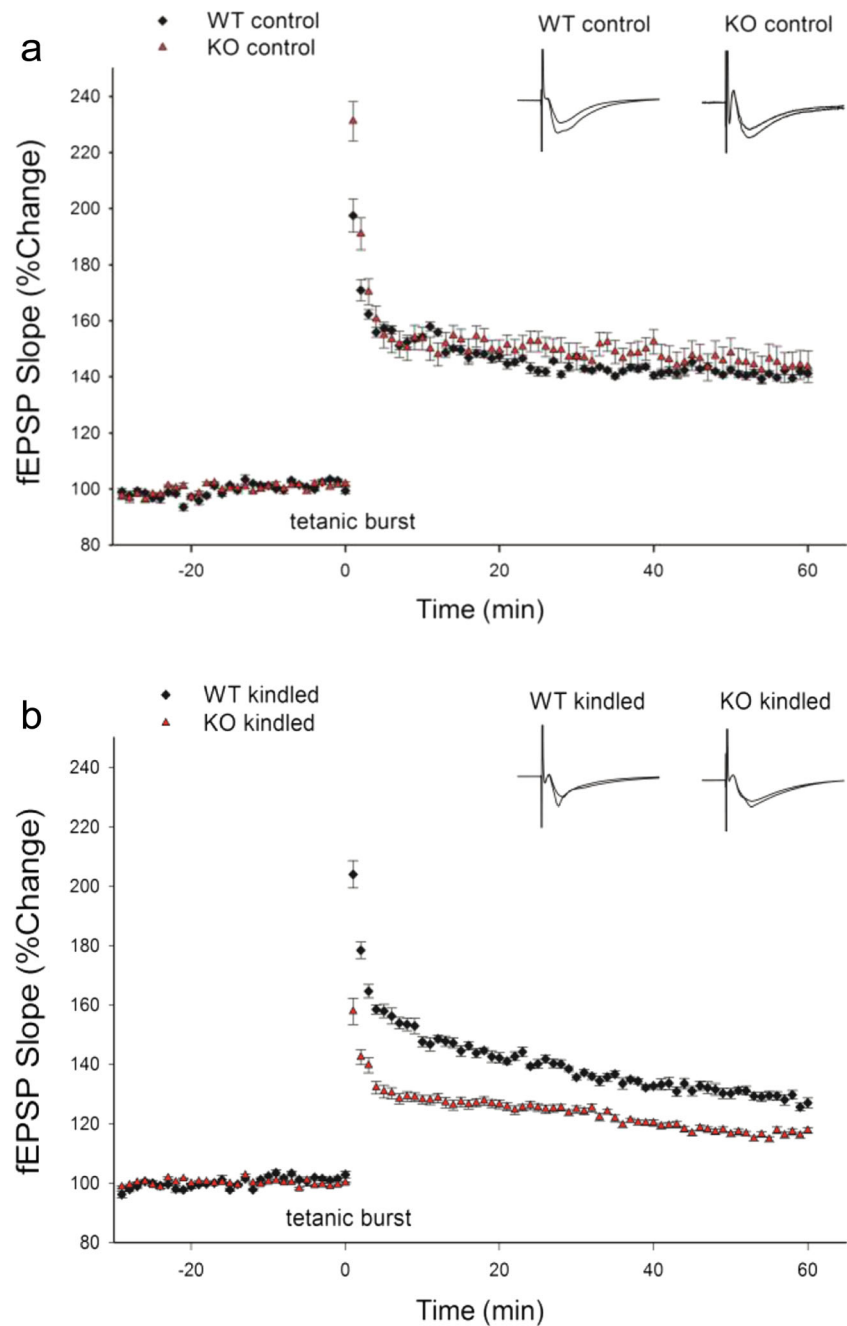 a
WT control
KO control
WT control
KO control
240
220
200
180
160
140
120
100
80
fEPSP Slope (%Change)
tetanic burst
-20
0
20
40
60
Time (min)
b
WT kindled
KO kindled
WT kindled
KO kindled
240
220
200
180
160
140
120
100
80
fEPSP Slope (%Change)
tetanic burst
-20
0
20
40
60
Time (min)